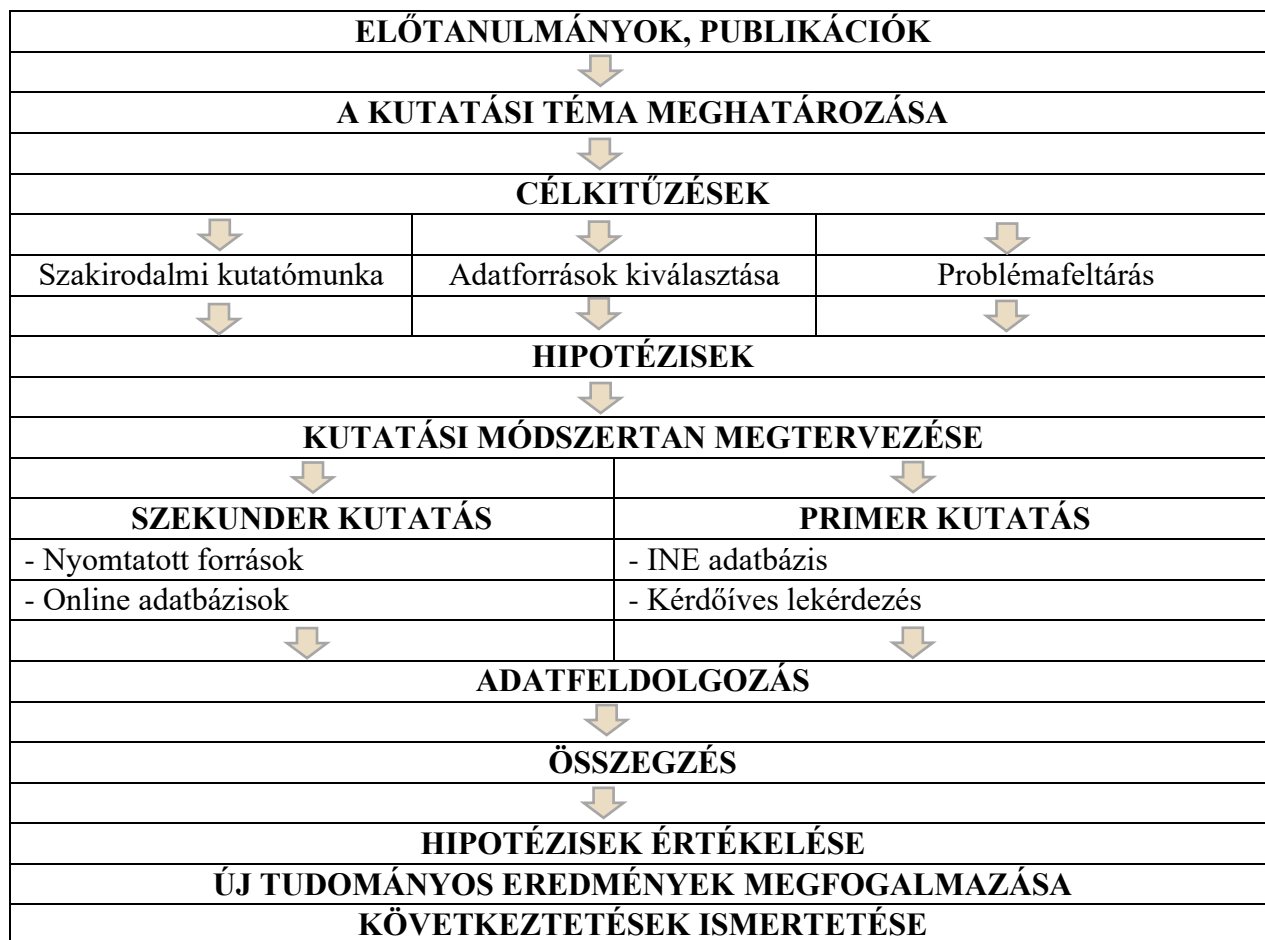 ELŐTANULMÁNYOK, PUBLIKÁCIÓK
A KUTATÁSI TÉMA MEGHATÁROZÁSA
CÉLKITŰZÉSEK
Szakirodalmi kutatómunka
Adatforrások kiválasztása
Problémafeltárás
HIPOTÉZISEK
KUTATÁSI MÓDSZERTAN MEGTERVEZÉSE
SZEKUNDER KUTATÁS
PRIMER KUTATÁS
- Nyomtatott források
- INE adatbázis
- Online adatbázisok
- Kérdőíves lekérdezés
ADATFELDOLGOZÁS
ÖSSZEGZÉS
HIPOTÉZISEK ÉRTÉKELÉSE
ÚJ TUDOMÁNYOS EREDMÉNYEK MEGFOGALMAZÁSA
KÖVETKEZTETÉSEK ISMERTETÉSE